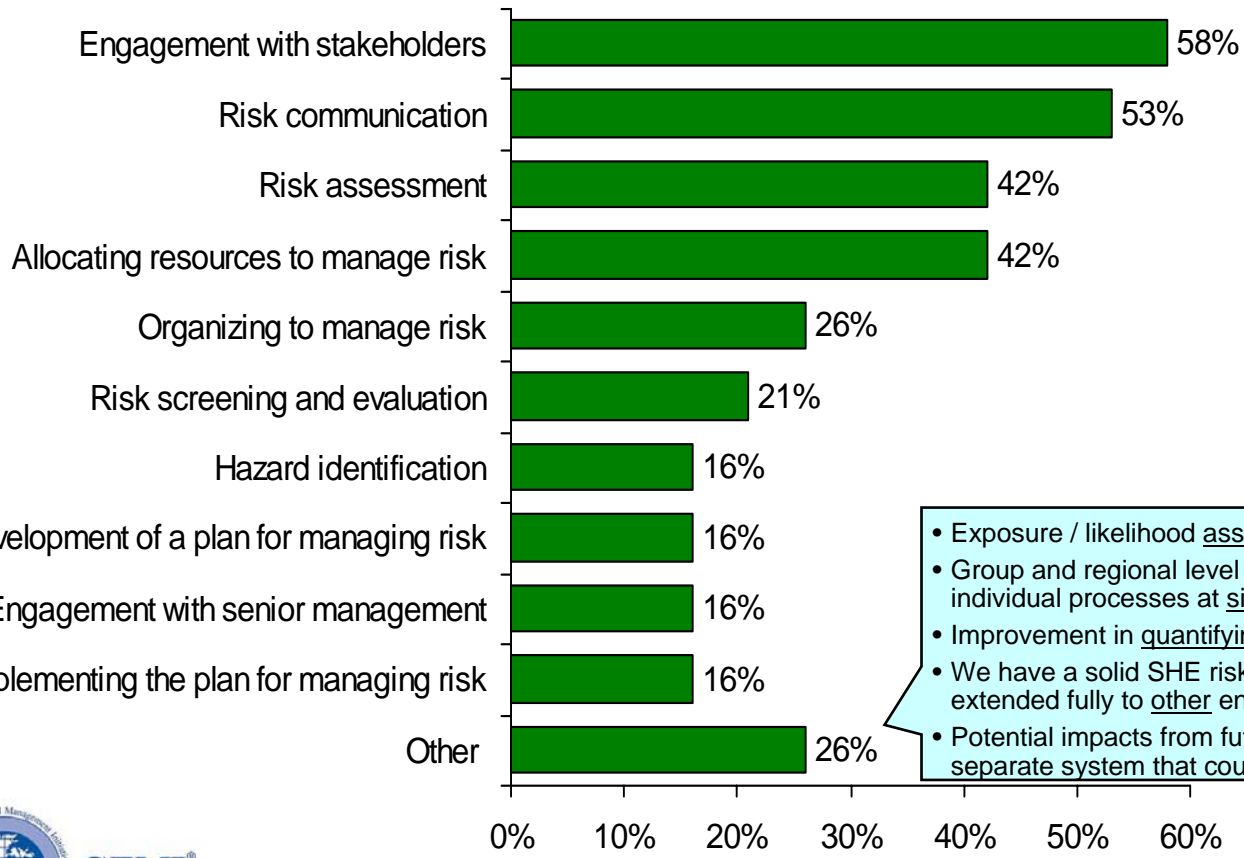 Engagement with stakeholders 58%
Risk communication 53%
Risk assessment 42%
Allocating resources to manage risk 42%
Organizing to manage risk 26%
Risk screening and evaluation 21%
Hazard identification 16%
velopment of a plan for managing risk 16%
Engagement with senior management 16%
plementing the plan for managing risk 16%
Other 26%
• Exposure / likelihood ass
• Group and regional level
individual processes at si
• Improvement in quantifyin
• We have a solid SHE risk
extended fully to other en
• Potential impacts from fu
separate system that cou
0% 10% 20% 30% 40% 50% 60%